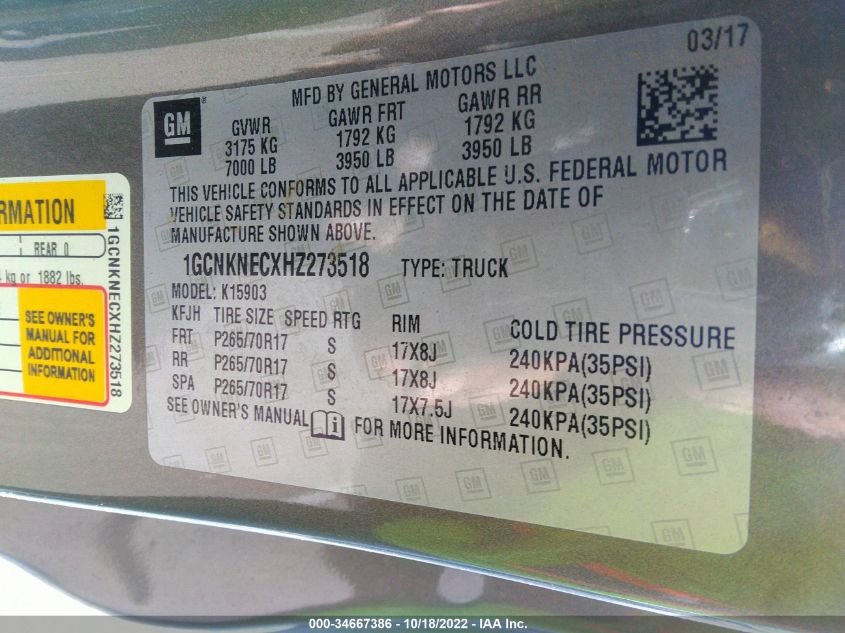 03/17
MFD BY GENERAL MOTORS LLC
GM
GVWR GAWR FRT GAWR RR
3175 KG 1792 KG 1792 KG
7000 LB 3950 LB 3950 LB
THIS VEHICLE CONFORMS TO ALL APPLICABLE U.S. FEDERAL MOTOR
VEHICLE SAFETY STANDARDS IN EFFECT ON THE DATE OF
MANUFACTURE SHOWN ABOVE.
1GCNKNECXHZ273518 TYPE: TRUCK
MODEL: K15903
KFJH TIRE SIZE SPEED RTG RIM COLD TIRE PRESSURE
FRT P265/70R17 S 17X8J 240KPA(35PSI)
RR P265/70R17 S 17X8J 240KPA(35PSI)
SPA P265/70R17 S 17X7.5J 240KPA(35PSI)
SEE OWNER'S MANUAL i FOR MORE INFORMATION.
REAR 0
kg or 1882 lbs.
SEE OWNER'S
MANUAL FOR
ADDITIONAL
INFORMATION
1GCNKNECXHZ273518
000-34667386 - 10/18/2022 - IAA Inc.